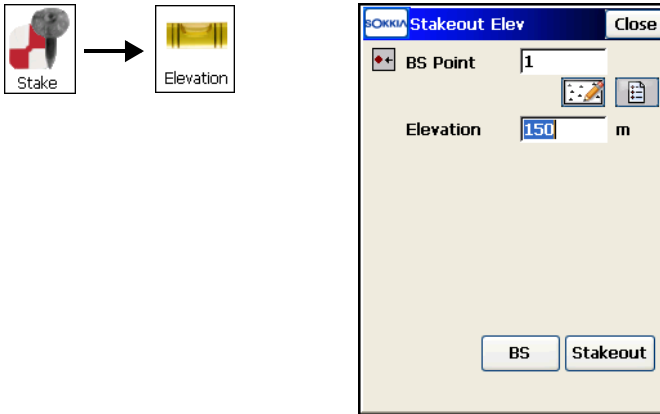 Stake
Elevation
SOKKIA Stakeout Elev Close
BS Point 1
Elevation 150 m
BS Stakeout